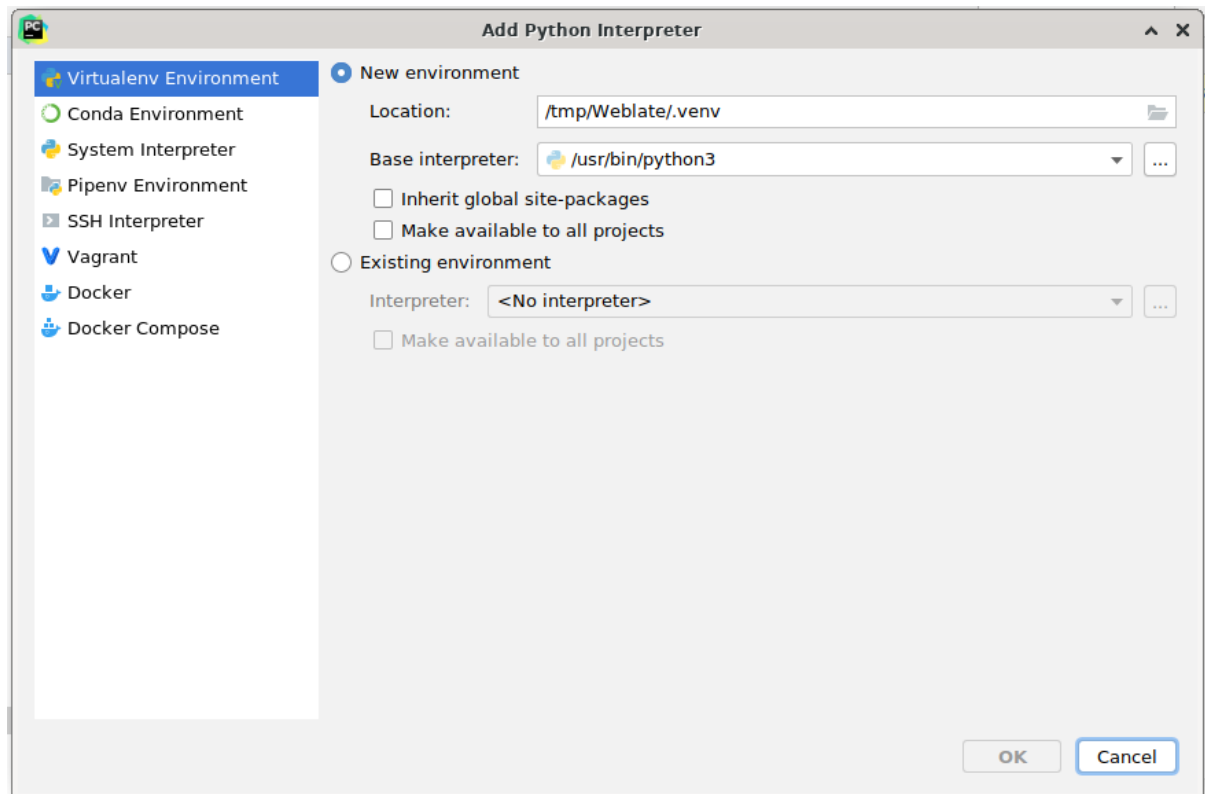 PC
Add Python Interpreter
Virtualenv Environment
Conda Environment
System Interpreter
Pipenv Environment
SSH Interpreter
Vagrant
Docker
Docker Compose
New environment
Location: /tmp/Weblate/.venv
Base interpreter: /usr/bin/python3 ...
Inherit global site-packages
Make available to all projects
Existing environment
Interpreter: <No interpreter> ...
Make available to all projects
OK Cancel